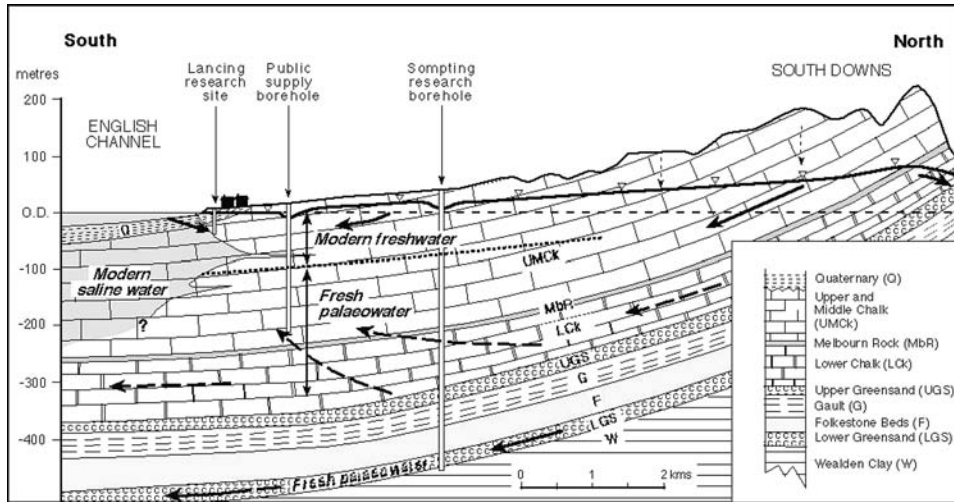 South
North
metres
Lancing
research
site
Public
supply
borehole
Sompting
research
borehole
SOUTH DOWNS
200
ENGLISH
CHANNEL
100
O.D.
Q
Modern freshwater
-100
UMCk
Modern
saline water
Fresh
palaeowater
MbR
-200
?
LCk
UGS
-300
G
F
-400
LGS
W
Fresh palaeowater
0 1 2 kms
Quaternary (Q)
Upper and
Middle Chalk
(UMCk)
Melbourn Rock (MbR)
Lower Chalk (LCk)
Upper Greensand (UGS)
Gault (G)
Folkestone Beds (F)
Lower Greensand (LGS)
Wealden Clay (W)